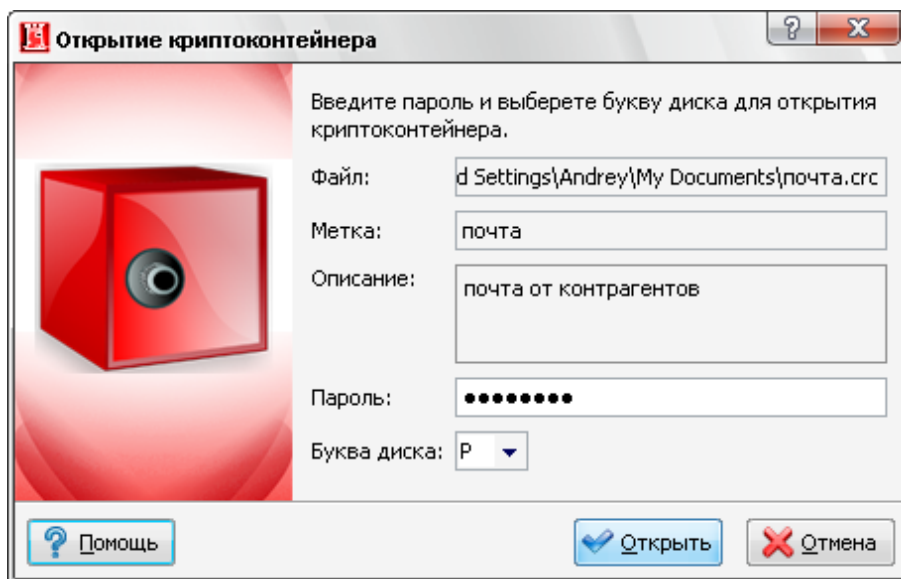 Открытие криптоконтейнера
Введите пароль и выберете букву диска для открытия
криптоконтейнера.
Файл: d Settings\Andrey\My Documents\почта.crc
Метка: почта
Описание: почта от контрагентов
Пароль: ●●●●●●●●
Буква диска: P
Помощь Открыть Отмена